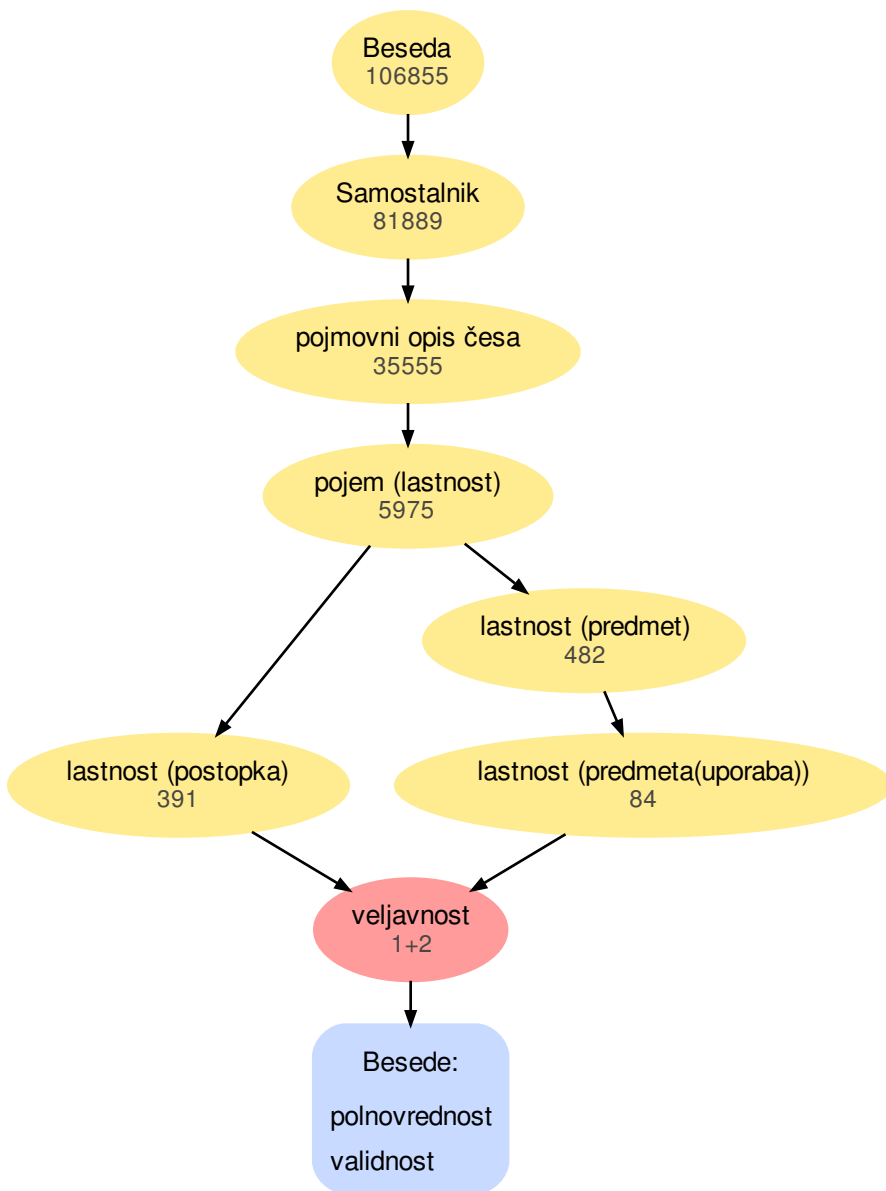 Beseda
106855
Samostalnik
81889
pojmovni opis česa
35555
pojem (lastnost)
5975
lastnost (predmet)
482
lastnost (postopka)
391
lastnost (predmeta(uporaba))
84
veljavnost
1+2
Besede:
polnovrednost
validnost